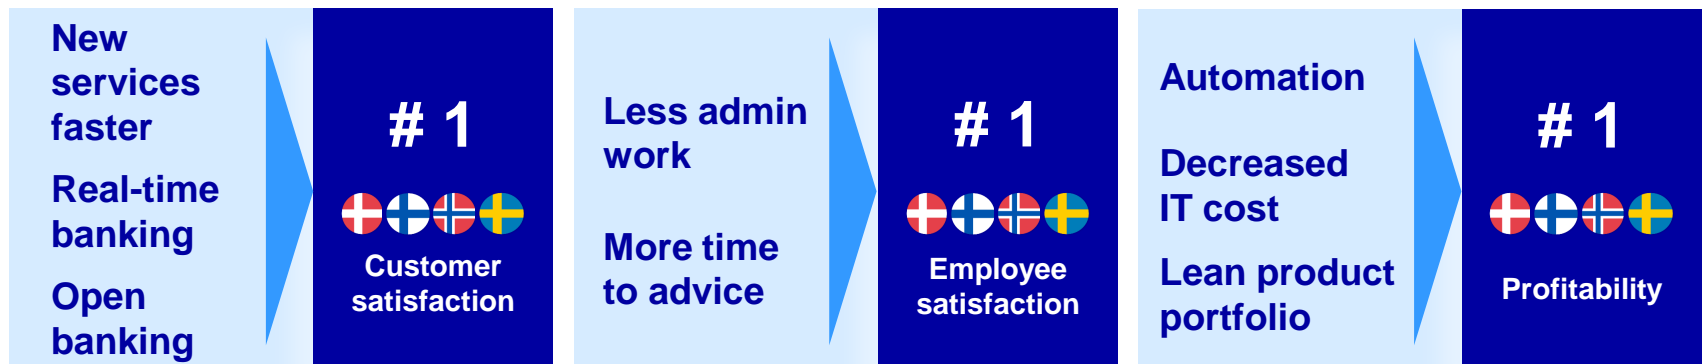 New
services
faster
Real-time
banking
Open
banking
# 1
Customer
satisfaction
Less admin
work
More time
to advice
# 1
Employee
satisfaction
Automation
Decreased
IT cost
Lean product
portfolio
# 1
Profitability